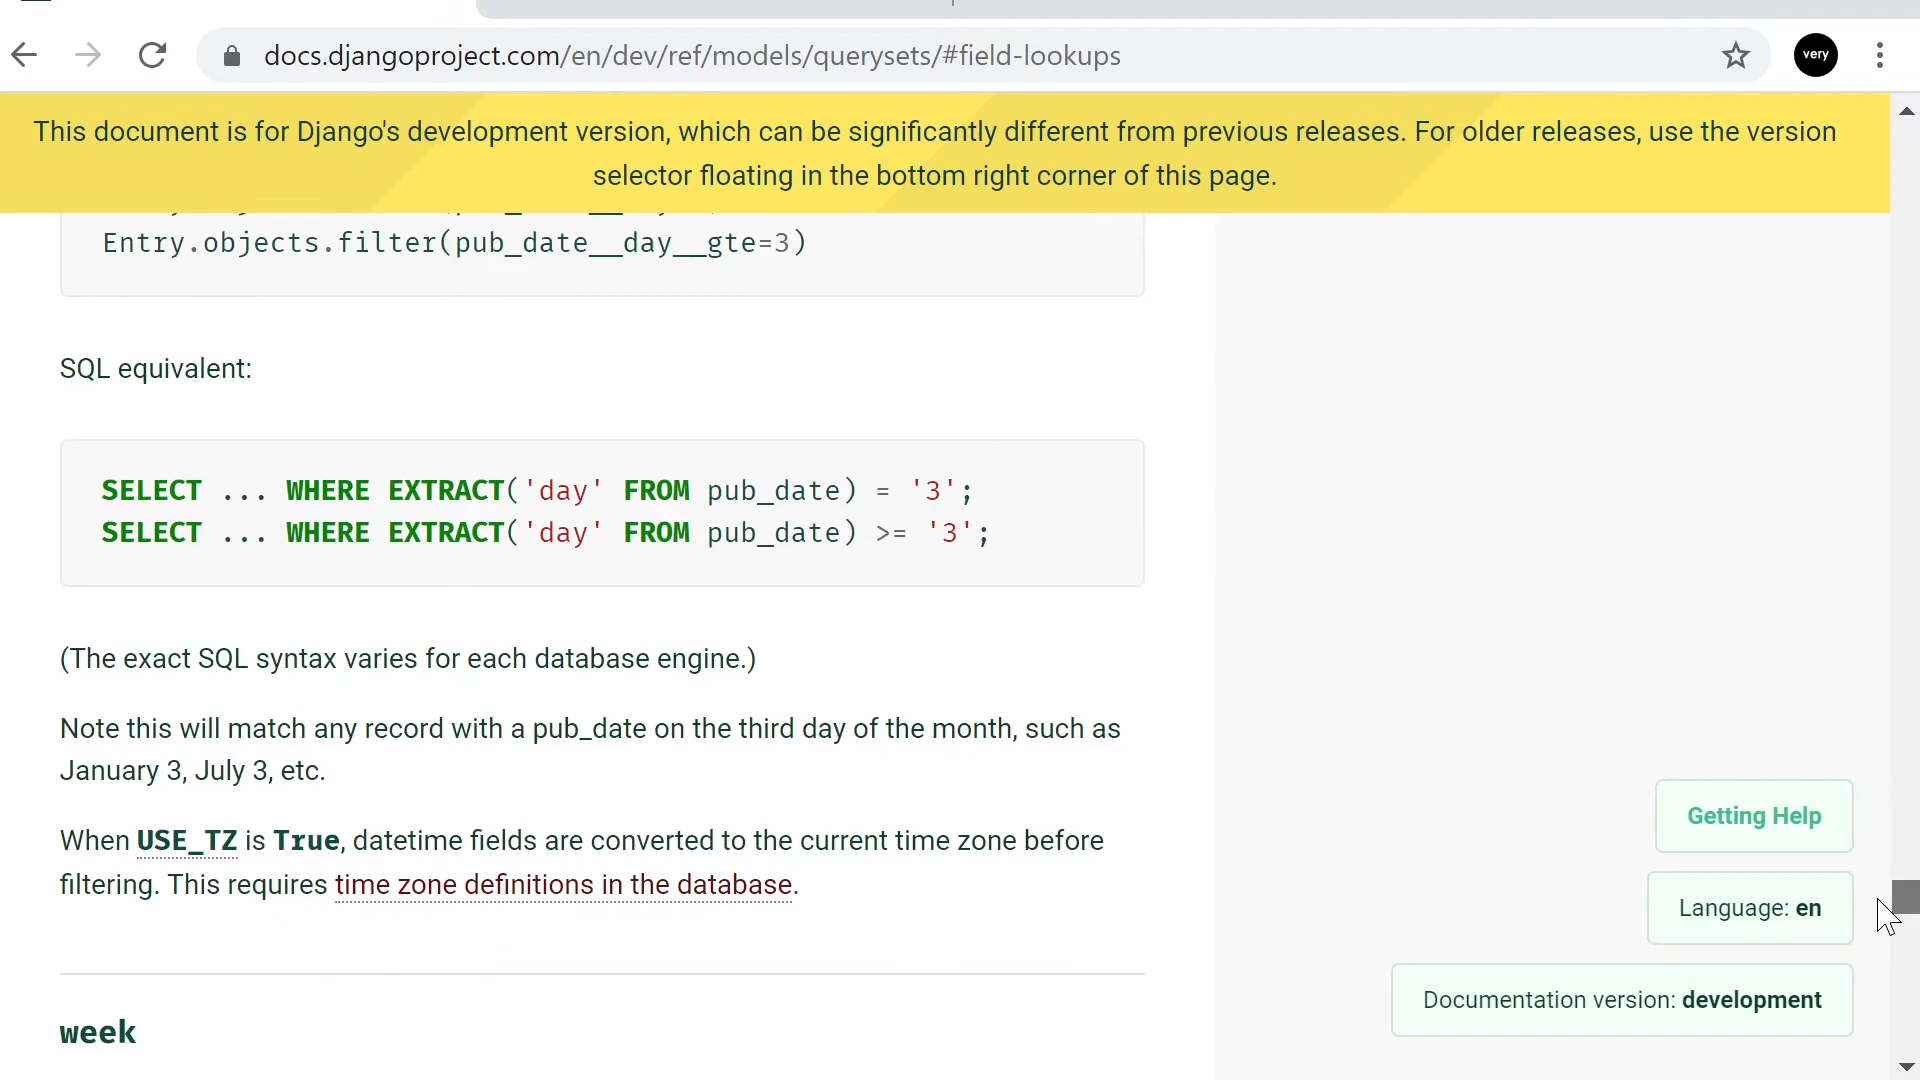 docs.djangoproject.com/en/dev/ref/models/querysets/#field-lookups
very
This document is for Django's development version, which can be significantly different from previous releases. For older releases, use the version
selector floating in the bottom right corner of this page.
Entry.objects.filter(pub_date__day__gte=3)
SQL equivalent:
SELECT ... WHERE EXTRACT('day' FROM pub_date) = '3';
SELECT ... WHERE EXTRACT('day' FROM pub_date) >= '3';
(The exact SQL syntax varies for each database engine.)
Note this will match any record with a pub_date on the third day of the month, such as
January 3, July 3, etc.
When USE_TZ is True, datetime fields are converted to the current time zone before
filtering. This requires time zone definitions in the database.
Getting Help
Language: en
Documentation version: development
week